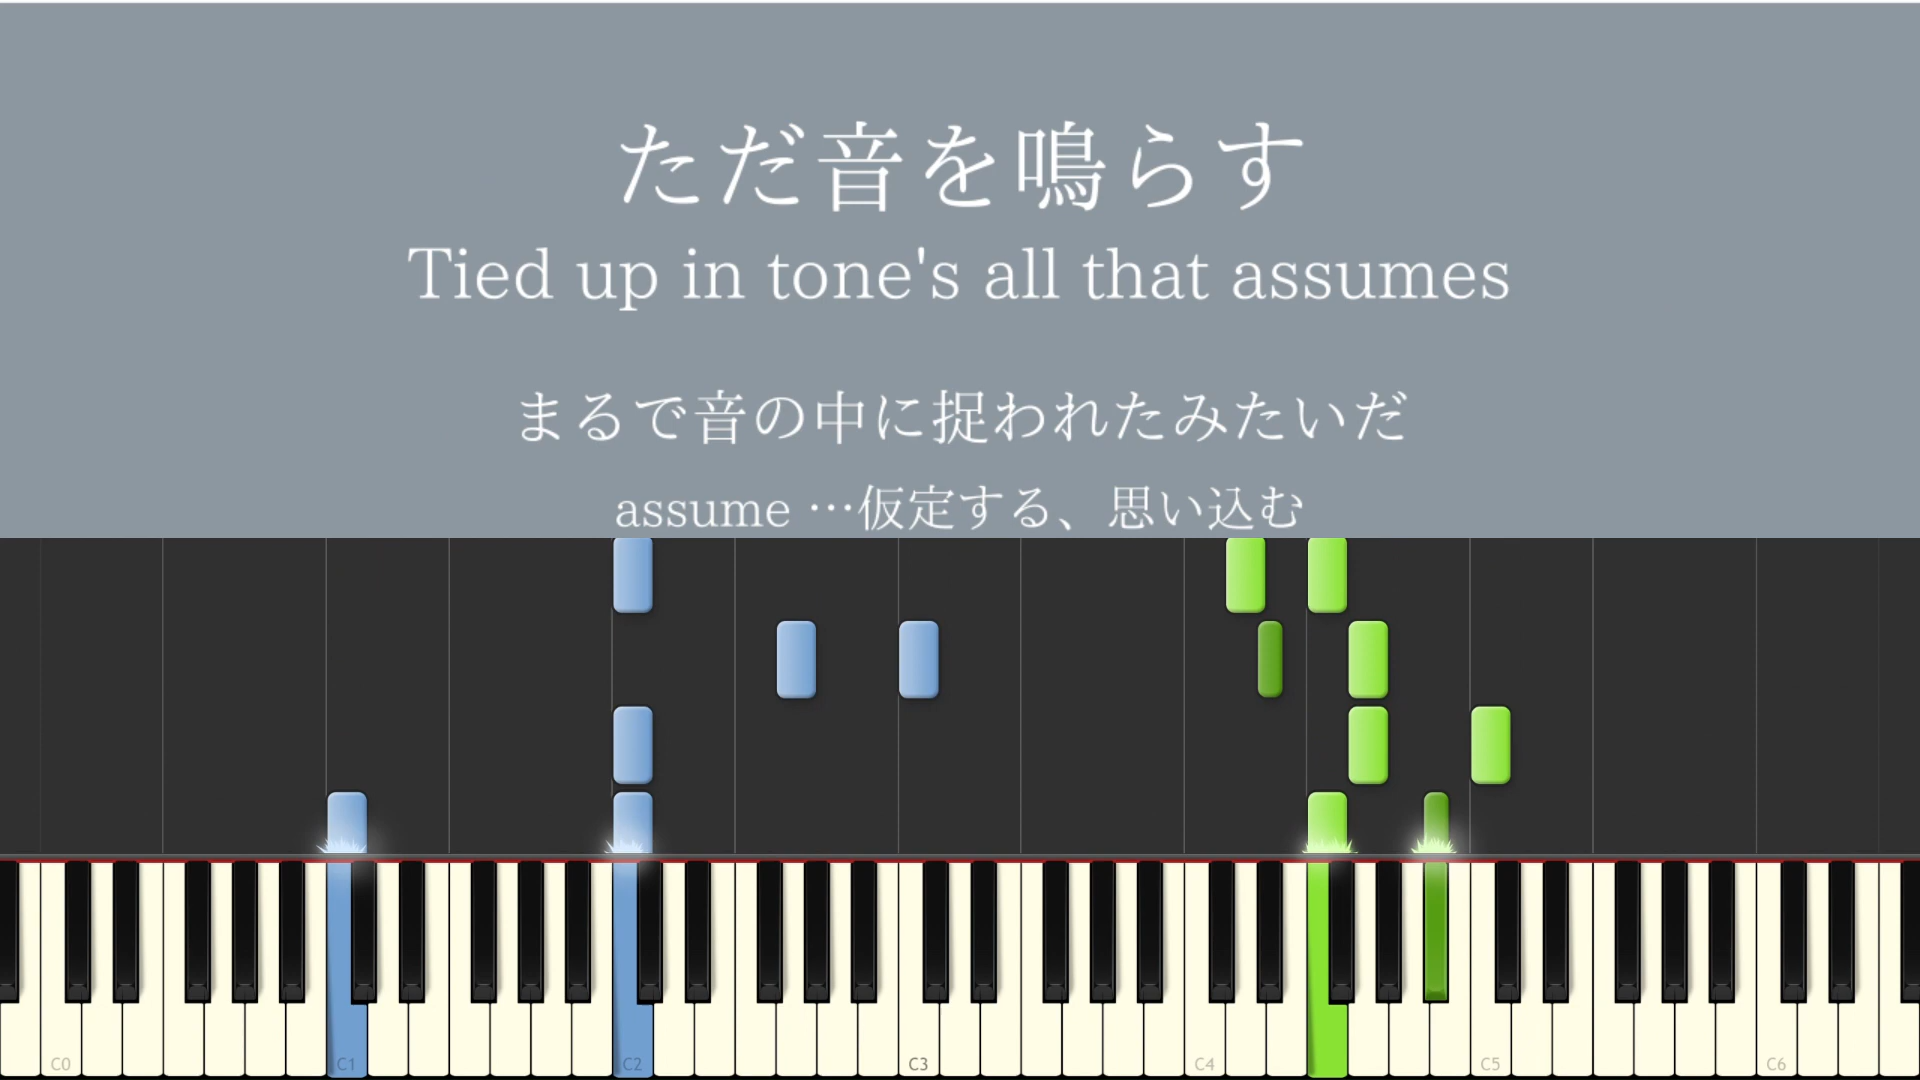 ただ音を鳴らす
Tied up in tone's all that assumes
まるで音の中に捉われたみたいだ
assume …仮定する、思い込む
C0 C1 C2 C3 C4 C5 C6